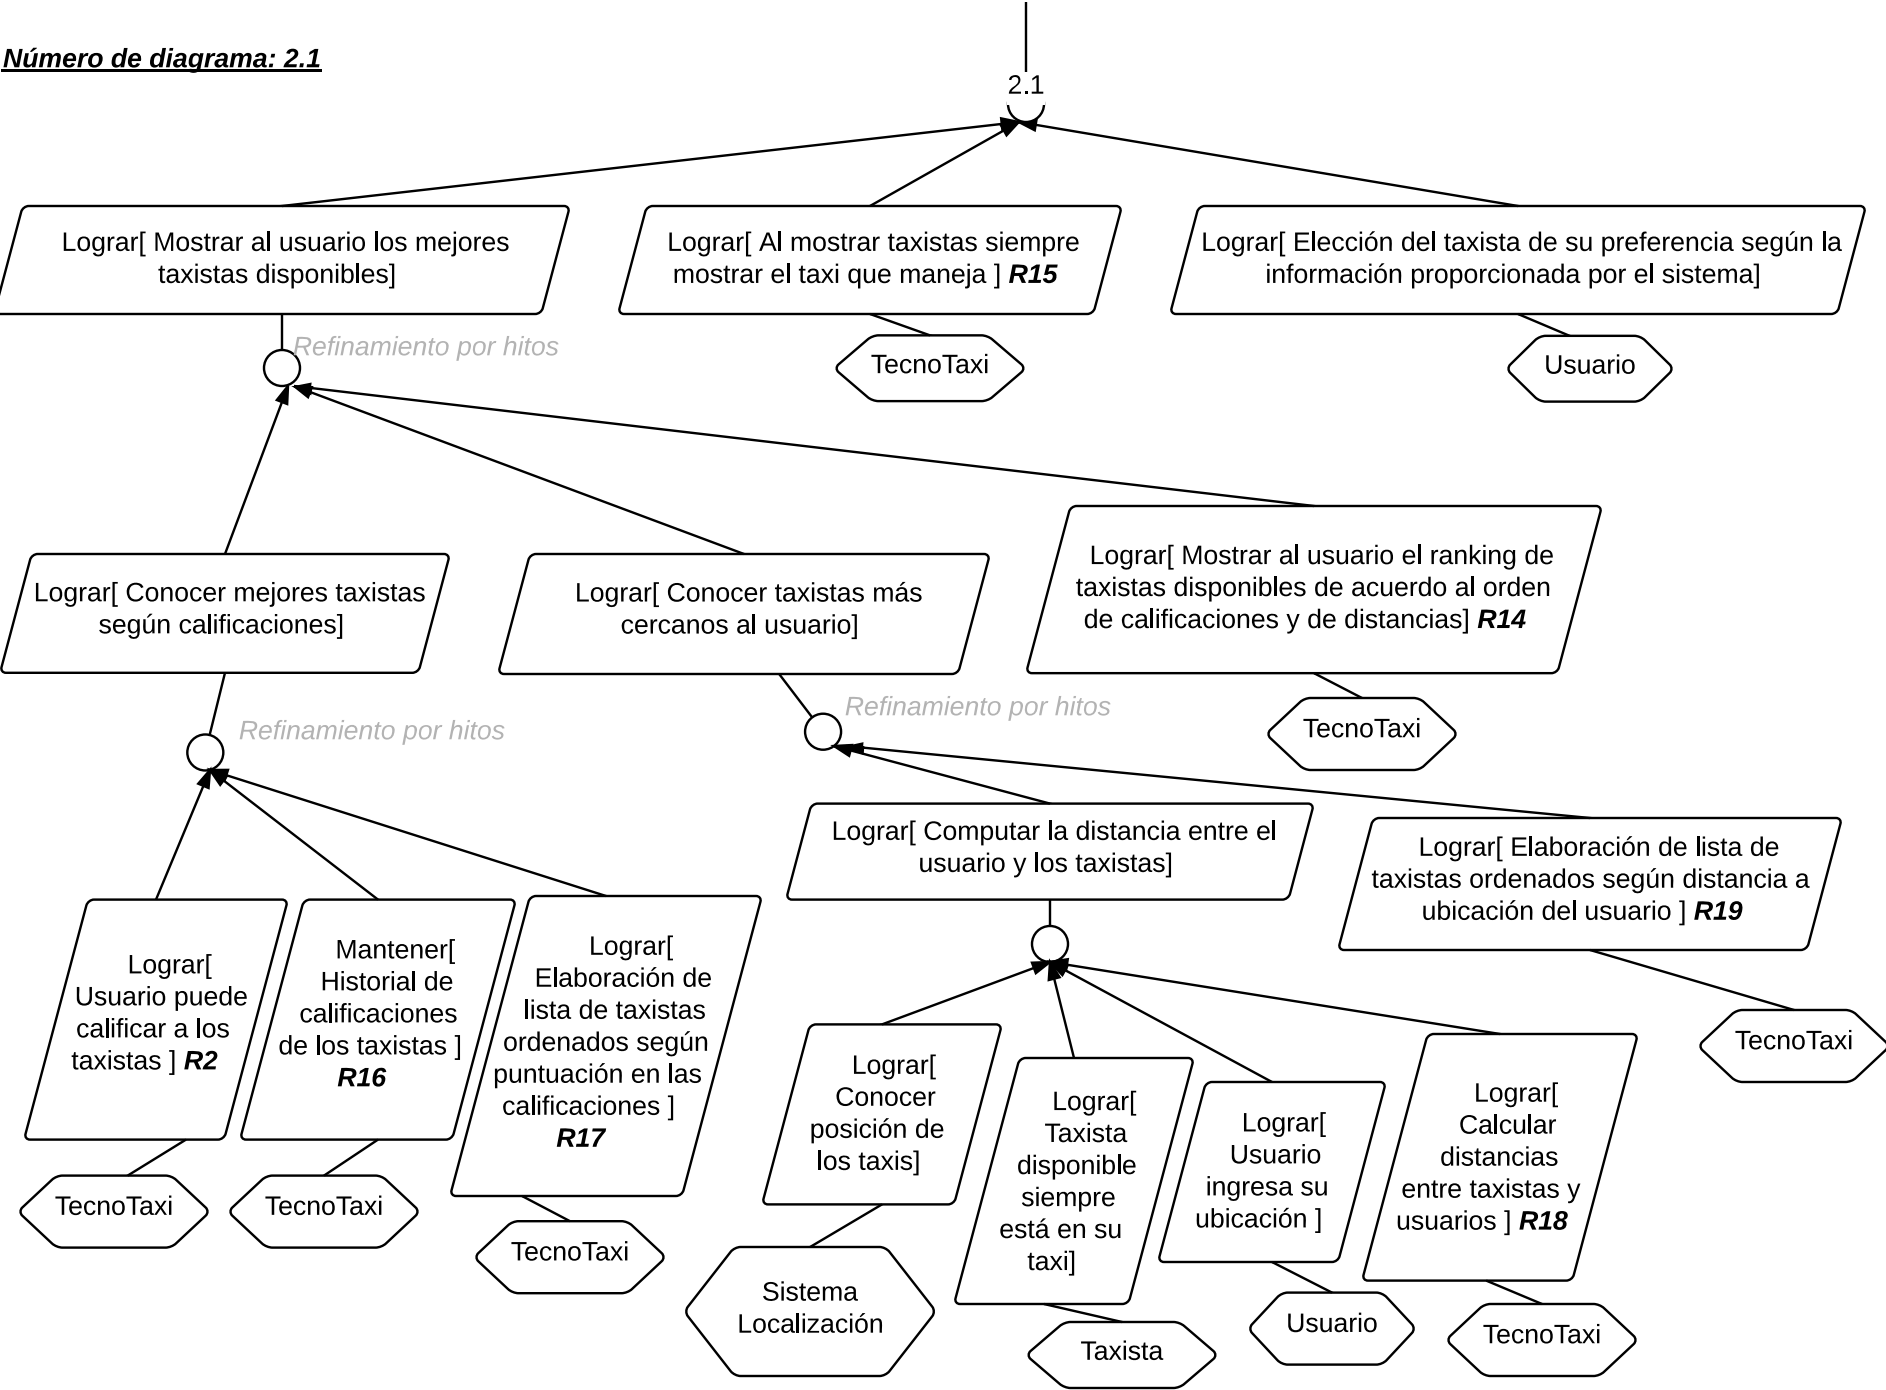 Número de diagrama: 2.1
2.1
Lograr[ Mostrar al usuario los mejores
taxistas disponibles]
Lograr[ Al mostrar taxistas siempre
mostrar el taxi que maneja ] R15
Lograr[ Elección del taxista de su preferencia según la
información proporcionada por el sistema]
Refinamiento por hitos
TecnoTaxi
Usuario
Lograr[ Conocer mejores taxistas
según calificaciones]
Lograr[ Conocer taxistas más
cercanos al usuario]
Lograr[ Mostrar al usuario el ranking de
taxistas disponibles de acuerdo al orden
de calificaciones y de distancias] R14
Refinamiento por hitos
Refinamiento por hitos
TecnoTaxi
Lograr[ Computar la distancia entre el
usuario y los taxistas]
Lograr[ Elaboración de lista de
taxistas ordenados según distancia a
ubicación del usuario ] R19
TecnoTaxi
Lograr[
Usuario puede
calificar a los
taxistas ] R2
Mantener[
Historial de
calificaciones
de los taxistas ]
R16
Lograr[
Elaboración de
lista de taxistas
ordenados según
puntuación en las
calificaciones ]
R17
Lograr[
Conocer
posición de
los taxis]
Lograr[
Taxista
disponible
siempre
está en su
taxi]
Lograr[
Usuario
ingresa su
ubicación ]
Lograr[
Calcular
distancias
entre taxistas y
usuarios ] R18
TecnoTaxi
TecnoTaxi
TecnoTaxi
Sistema
Localización
Taxista
Usuario
TecnoTaxi